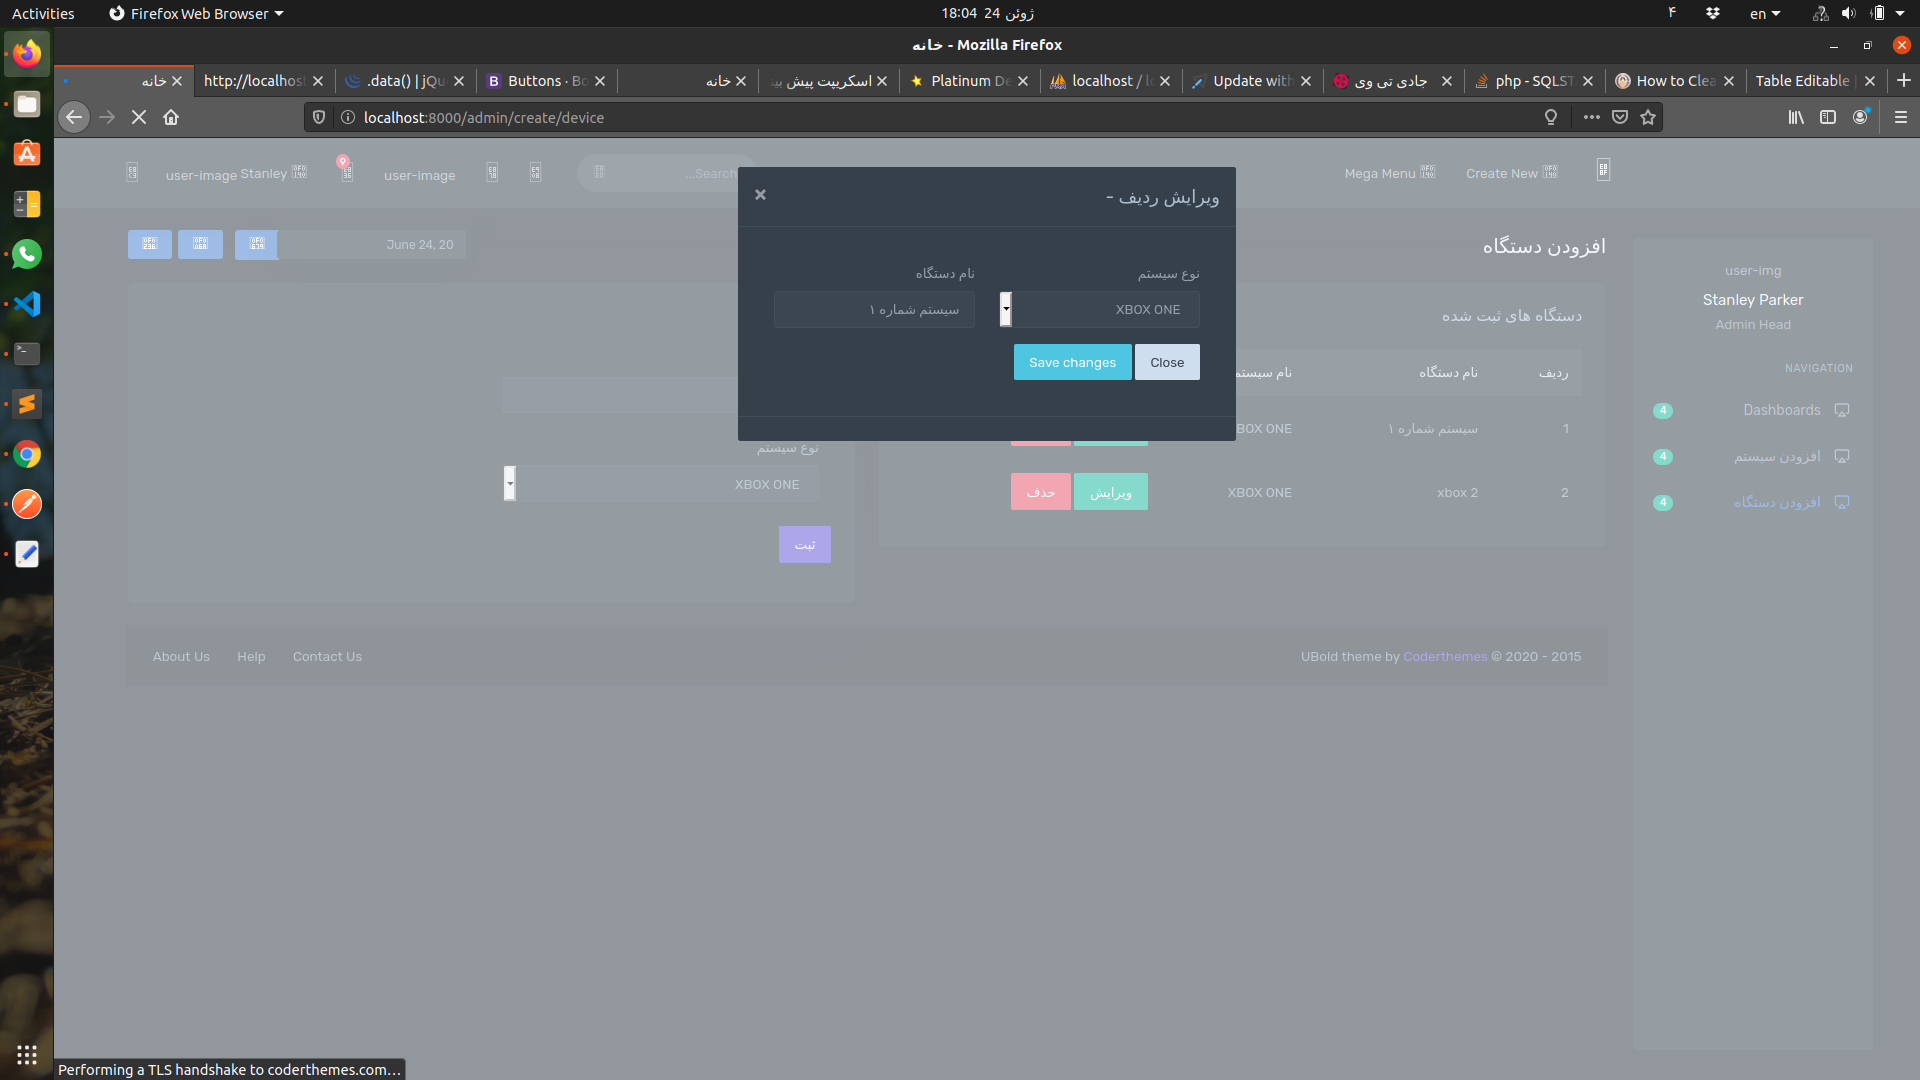 Activities
Firefox Web Browser
18:04 24 ژوئن
۴
en
خانه - Mozilla Firefox
خانه
http://localhos
.data() | jQu
Buttons · Bo
خانه
اسکریپت پیش بی
Platinum De
localhost / lo
Update with
جادی تی وی
php - SQLST
How to Clea
Table Editable |
localhost:8000/admin/create/device
user-image Stanley
9
user-image
Search...
Mega Menu
Create New
ویرایش ردیف -
×
نوع سیستم
نام دستگاه
XBOX ONE
سیستم شماره ۱
Save changes
Close
June 24, 20
افزودن دستگاه
دستگاه های ثبت شده
ردیف
نام دستگاه
نام سیستم
1
سیستم شماره ۱
BOX ONE
2
xbox 2
XBOX ONE
ویرایش
حذف
نوع سیستم
XBOX ONE
ثبت
user-img
Stanley Parker
Admin Head
NAVIGATION
Dashboards
4
افزودن سیستم
4
افزودن دستگاه
4
About Us
Help
Contact Us
UBold theme by Coderthemes © 2020 - 2015
Performing a TLS handshake to coderthemes.com…